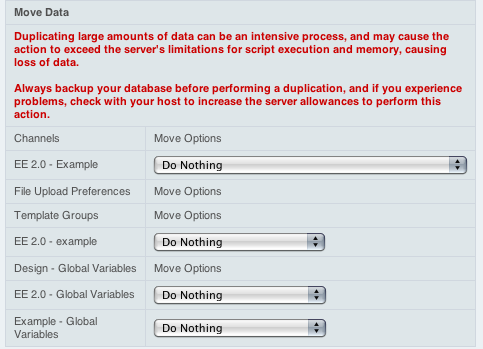 Move Data
Duplicating large amounts of data can be an intensive process, and may cause the
action to exceed the server's limitations for script execution and memory, causing
loss of data.
Always backup your database before performing a duplication, and if you experience
problems, check with your host to increase the server allowances to perform this
action.
Channels Move Options
EE 2.0 - Example Do Nothing
File Upload Preferences Move Options
Template Groups Move Options
EE 2.0 - example Do Nothing
Design - Global Variables Move Options
EE 2.0 - Global Variables Do Nothing
Example - Global
Variables Do Nothing